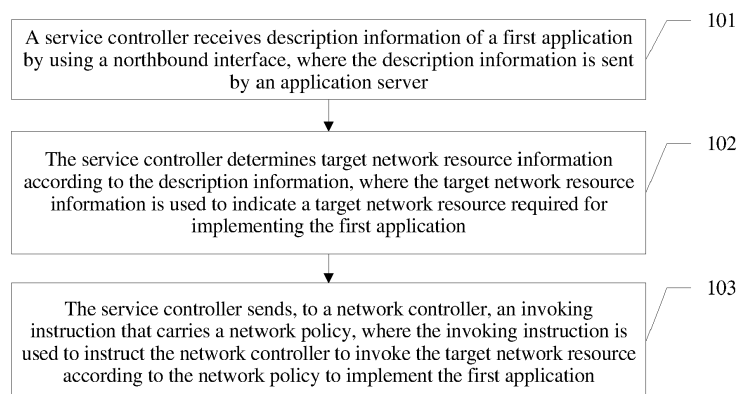 A service controller receives description information of a first application
by using a northbound interface, where the description information is sent
by an application server
101
The service controller determines target network resource information
according to the description information, where the target network resource
information is used to indicate a target network resource required for
implementing the first application
102
The service controller sends, to a network controller, an invoking
instruction that carries a network policy, where the invoking instruction is
used to instruct the network controller to invoke the target network resource
according to the network policy to implement the first application
103